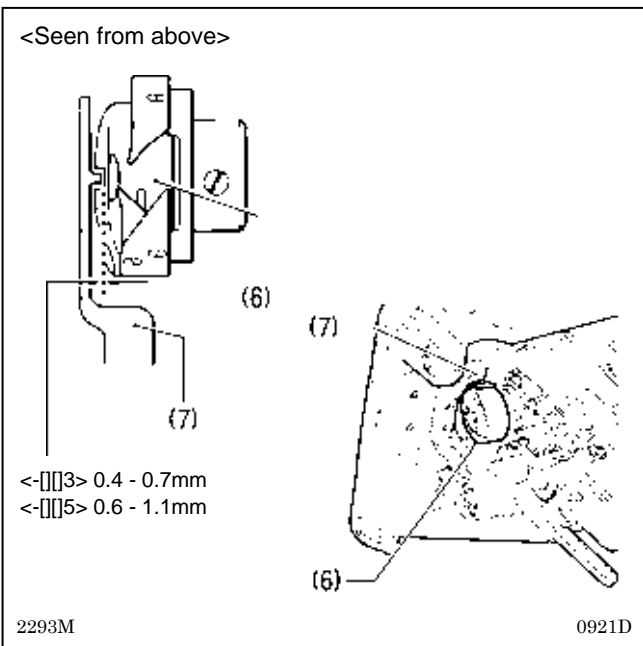 <Seen from above>
(6)
(7)
(7)
<-[][]3> 0.4 - 0.7mm
<-[][]5> 0.6 - 1.1mm
(6)
2293M
0921D